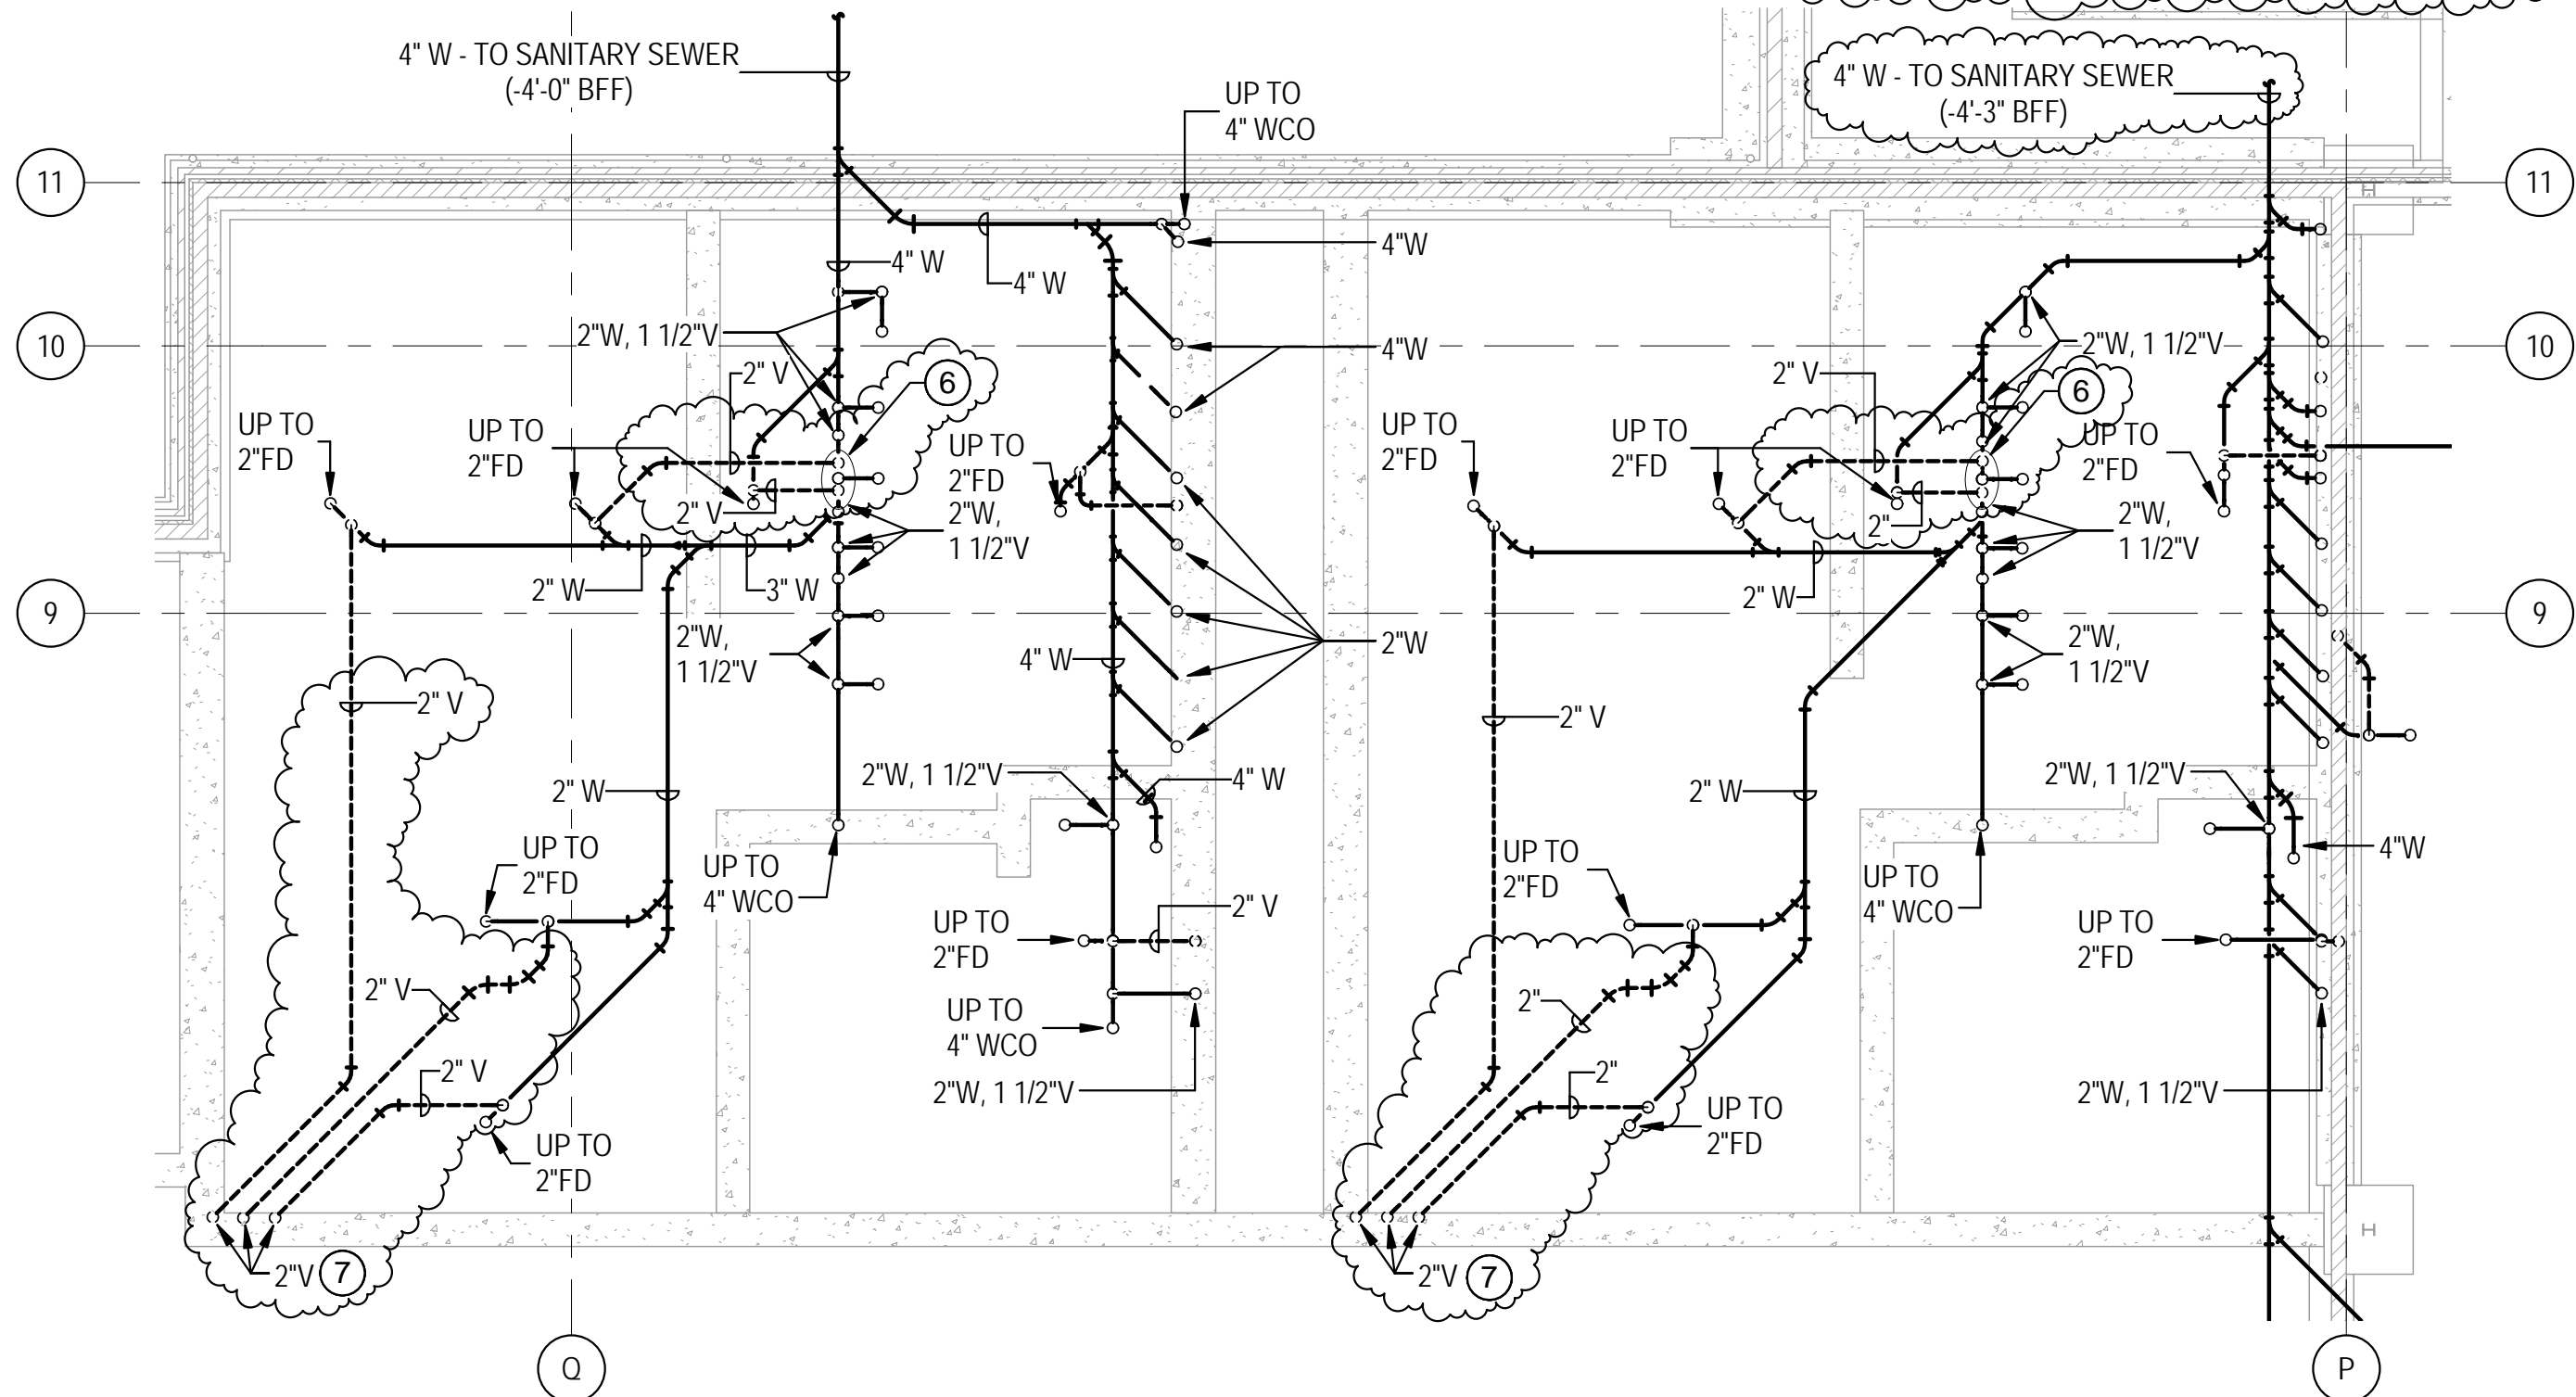 4" W - TO SANITARY SEWER
(-4'-0" BFF)
4" W - TO SANITARY SEWER
(-4'-3" BFF)
UP TO
4" WCO
11
11
4"W
4" W
4" W
2"W, 1 1/2"V
10
4"W
2"W, 1 1/2"V
10
2" V
6
2" V
6
UP TO
2"FD
UP TO
2"FD
UP TO
2"FD
UP TO
2"FD
UP TO
2"FD
UP TO
2"FD
2" V
2"W,
1 1/2"V
2"
2"W,
1 1/2"V
2" W
3" W
2" W
9
9
2"W,
1 1/2"V
4" W
2"W
2"W,
1 1/2"V
2" V
2" V
2" W
2"W, 1 1/2"V
4" W
2" W
2"W, 1 1/2"V
UP TO
2"FD
UP TO
4" WCO
UP TO
2"FD
UP TO
4" WCO
4"W
2" V
UP TO
2"FD
UP TO
2"FD
2" V
UP TO
4" WCO
2"
2" V
2"W, 1 1/2"V
2"
2"W, 1 1/2"V
UP TO
2"FD
UP TO
2"FD
2"V
7
2"V
7
Q
P